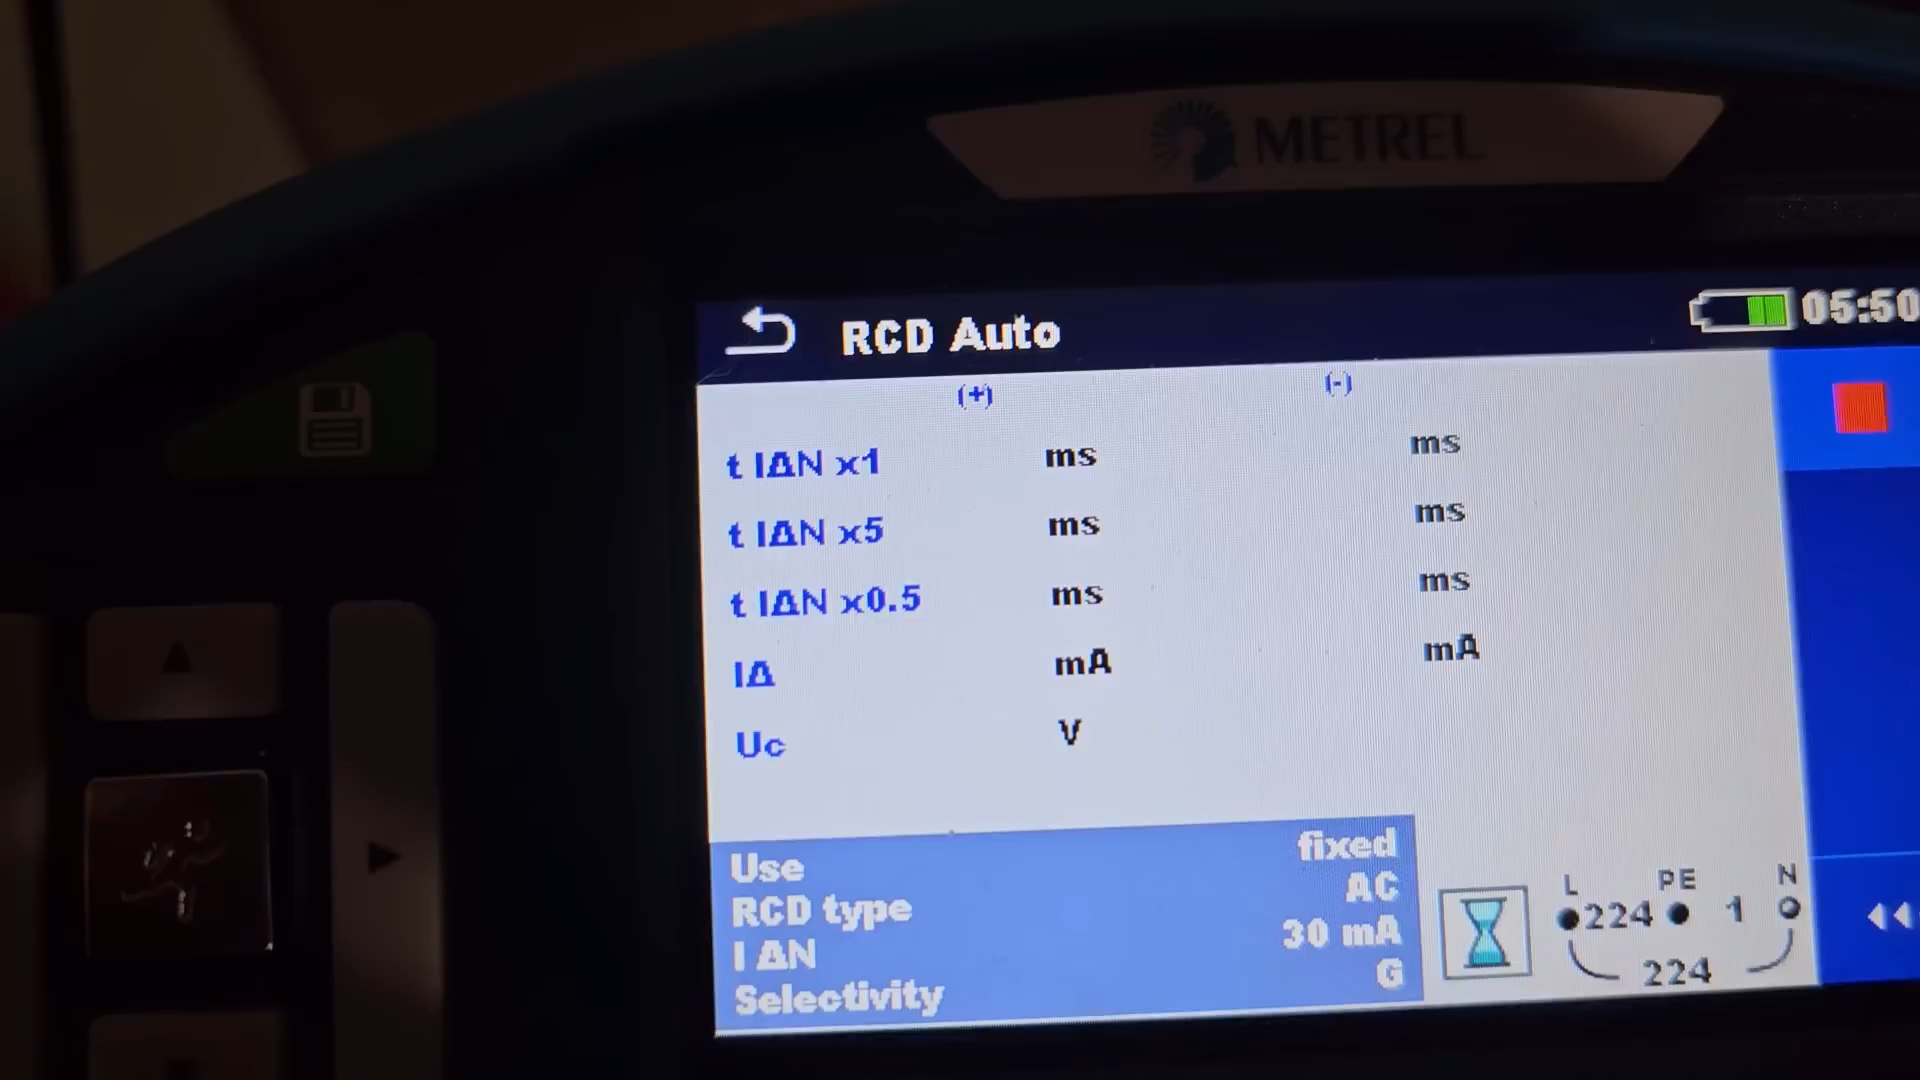 METREL
RCD Auto
05:50
(+) (-)
t IΔN x1 ms ms
t IΔN x5 ms ms
t IΔN x0.5 ms ms
IΔ mA mA
Uc V
Use fixed
RCD type AC
I ΔN 30 mA
Selectivity G
L PE N
224 1
224